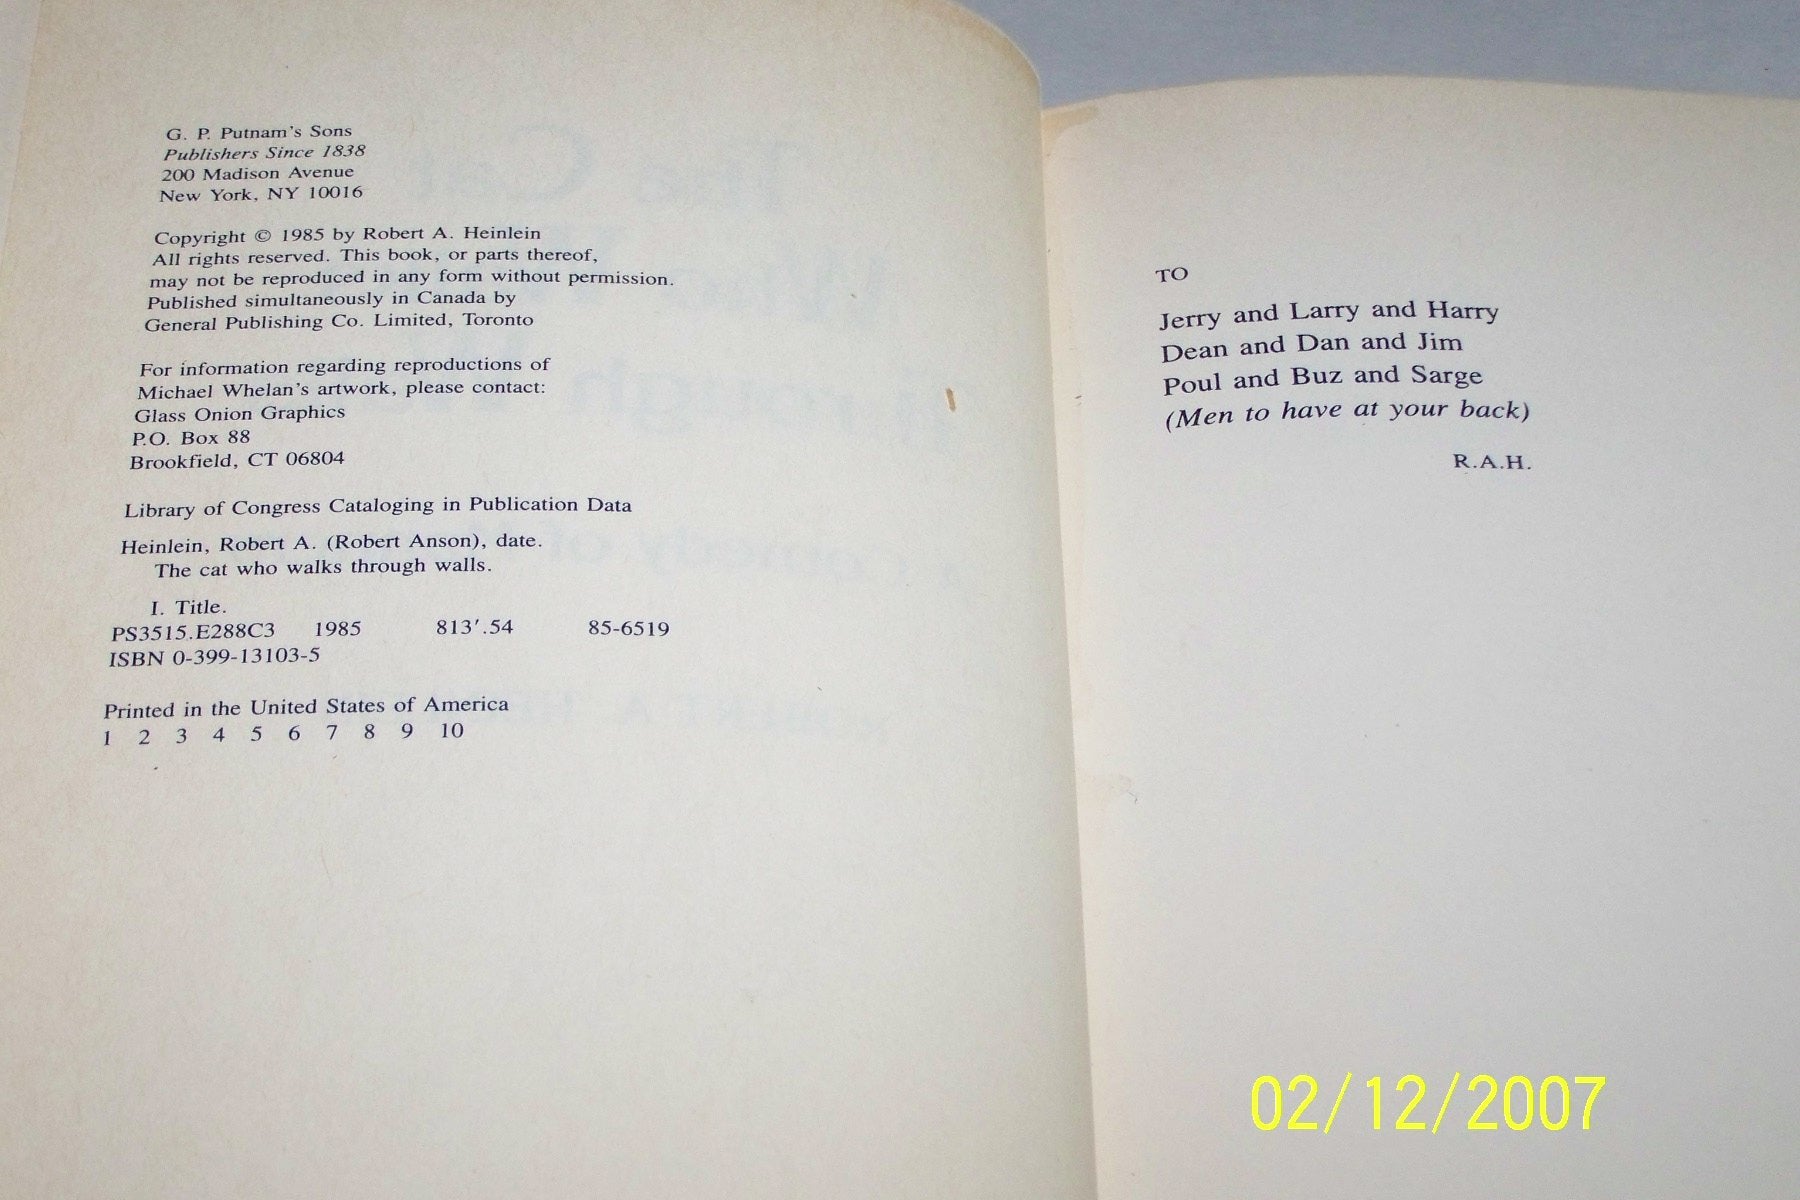 G. P. Putnam's Sons
Publishers Since 1838
200 Madison Avenue
New York, NY 10016
Copyright © 1985 by Robert A. Heinlein
All rights reserved. This book, or parts thereof,
may not be reproduced in any form without permission.
Published simultaneously in Canada by
General Publishing Co. Limited, Toronto
For information regarding reproductions of
Michael Whelan's artwork, please contact:
Glass Onion Graphics
P.O. Box 88
Brookfield, CT 06804
Library of Congress Cataloging in Publication Data
Heinlein, Robert A. (Robert Anson), date.
The cat who walks through walls.
I. Title.
PS3515.E288C3 1985 813'.54 85-6519
ISBN 0-399-13103-5
Printed in the United States of America
1 2 3 4 5 6 7 8 9 10
TO
Jerry and Larry and Harry
Dean and Dan and Jim
Poul and Buz and Sarge
(Men to have at your back)
R.A.H.
02/12/2007